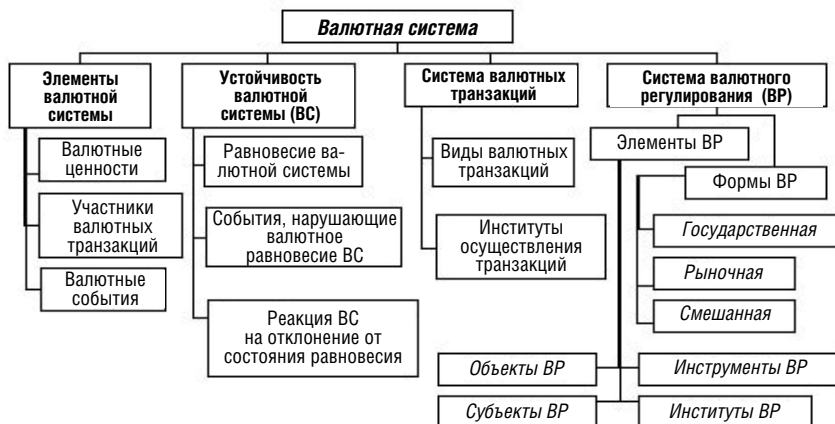 Валютная система
Элементы
валютной
системы
Валютные
ценности
Участники
валютных
транзакций
Валютные
события
Устойчивость
валютной
системы (ВС)
Равновесие ва-
лютной системы
События, нарушающие
валютное
равновесие ВС
Реакция ВС
на отклонение от
состояния равновесия
Система валютных
транзакций
Виды валютных
транзакций
Институты
осуществления
транзакций
Система валютного
регулирования (ВР)
Элементы ВР
Формы ВР
Государственная
Рыночная
Смешанная
Объекты ВР
Инструменты ВР
Субъекты ВР
Институты ВР